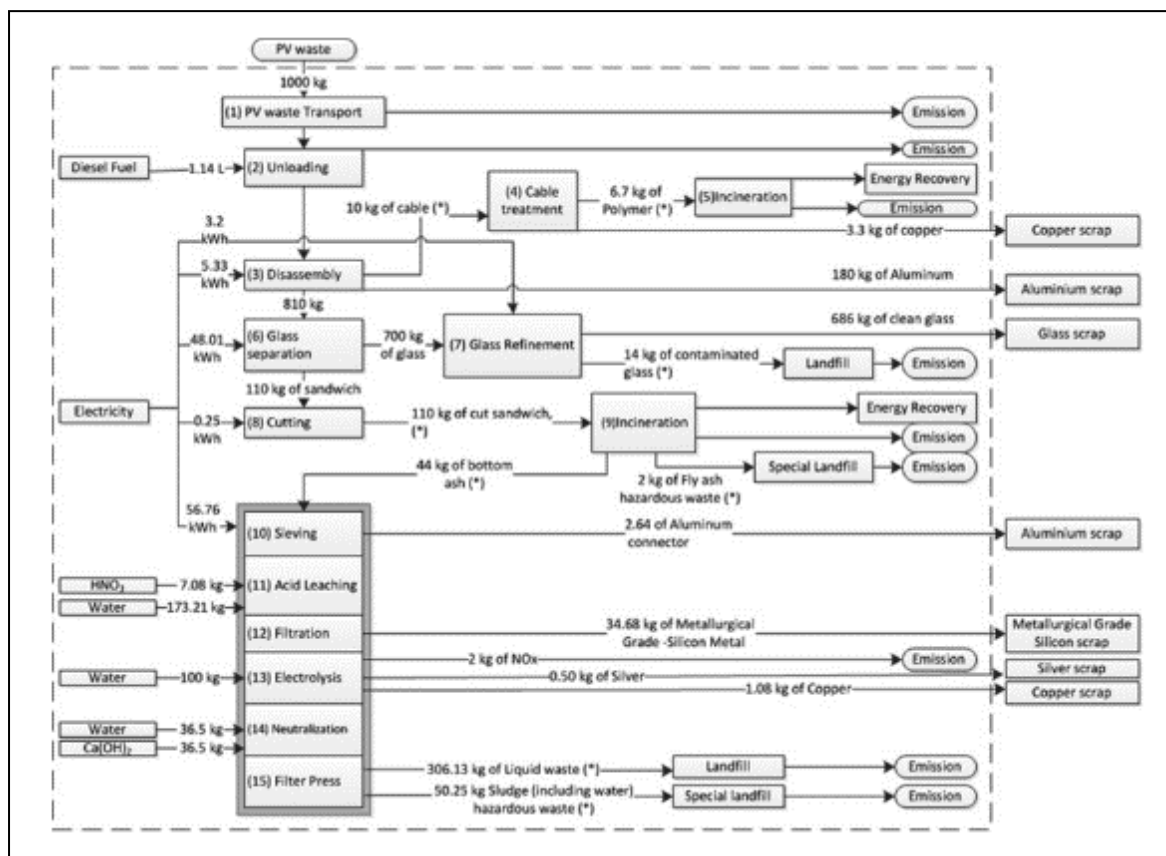 PV waste
1000 kg
(1) PV waste Transport
Emission
Diesel Fuel
1.14 L
(2) Unloading
Emission
(4) Cable
treatment
6.7 kg of
Polymer (*)
(5)Incineration
Energy Recovery
Emission
10 kg of cable (*)
3.3 kg of copper
Copper scrap
3.2
kWh
5.33
kWh
(3) Disassembly
180 kg of Aluminum
Aluminium scrap
810 kg
48.01
kWh
(6) Glass
separation
700 kg
of glass
(7) Glass Refinement
686 kg of clean glass
Glass scrap
14 kg of contaminated
glass (*)
Landfill
Emission
110 kg of sandwich
Electricity
0.25
kWh
(8) Cutting
110 kg of cut sandwich,
(*)
(9)Incineration
Energy Recovery
Emission
44 kg of bottom
ash (*)
2 kg of Fly ash
hazardous waste (*)
Special Landfill
Emission
56.76
kWh
(10) Sieving
2.64 of Aluminum
connector
Aluminium scrap
HNO3
7.08 kg
(11) Acid Leaching
Water
173.21 kg
(12) Filtration
34.68 kg of Metallurgical
Grade -Silicon Metal
Metallurgical Grade
Silicon scrap
2 kg of NOx
Emission
Water
100 kg
(13) Electrolysis
0.50 kg of Silver
Silver scrap
1.08 kg of Copper
Copper scrap
Water
36.5 kg
(14) Neutralization
Ca(OH)2
36.5 kg
(15) Filter Press
306.13 kg of Liquid waste (*)
Landfill
Emission
50.25 kg Sludge (including water)
hazardous waste (*)
Special landfill
Emission